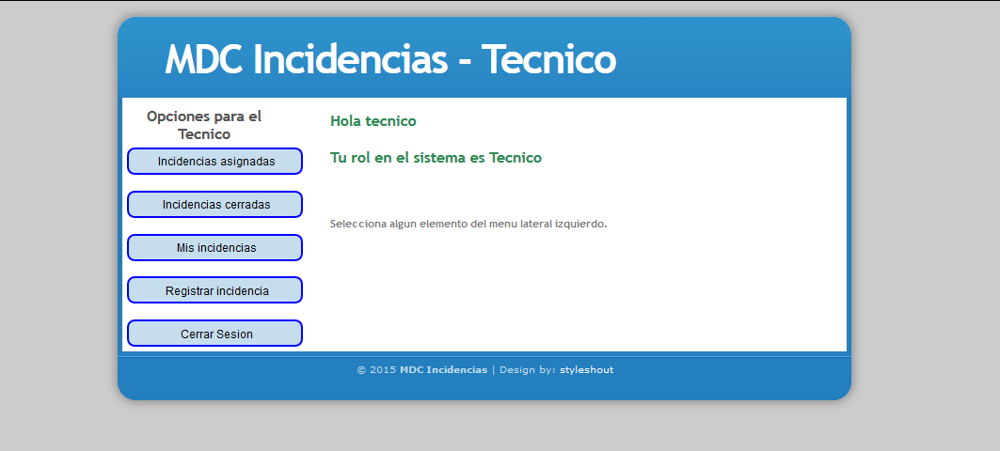 MDC Incidencias - Tecnico
Opciones para el
Tecnico
Incidencias asignadas
Incidencias cerradas
Mis incidencias
Registrar incidencia
Cerrar Sesion
Hola tecnico
Tu rol en el sistema es Tecnico
Selecciona algun elemento del menu lateral izquierdo.
© 2015 MDC Incidencias | Design by: styleshout